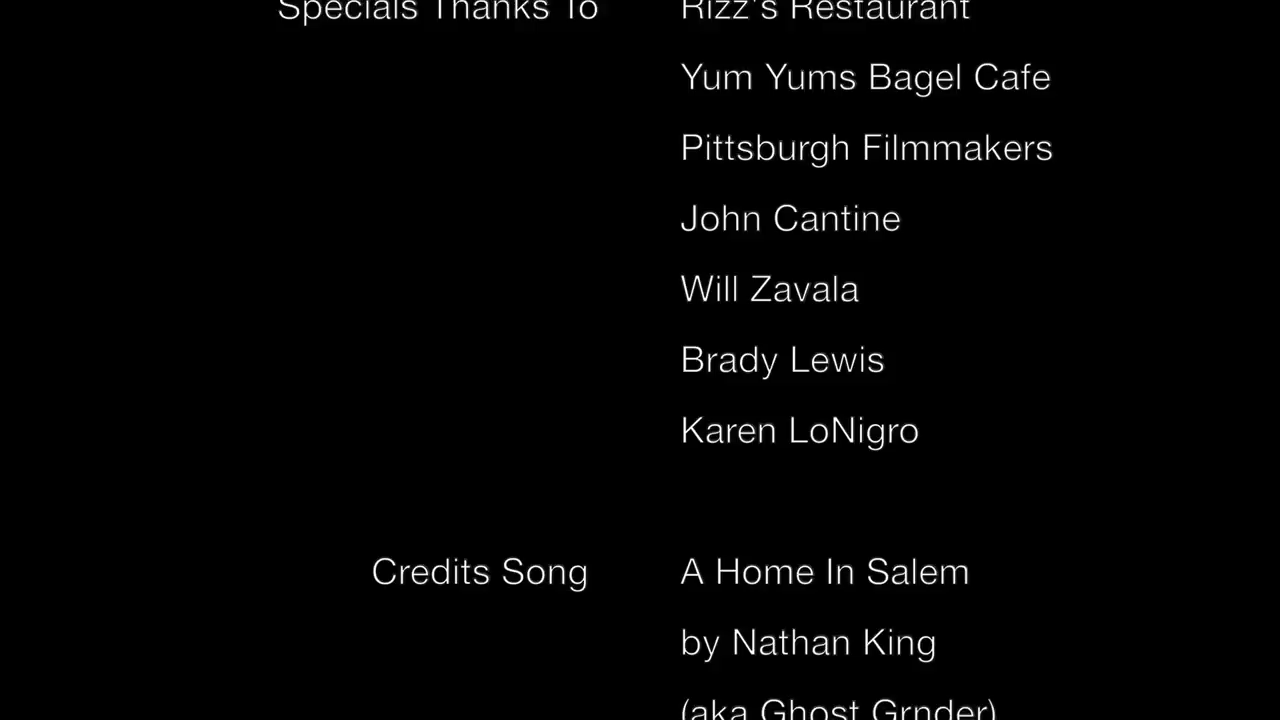 Specials Thanks To Rizz's Restaurant
Yum Yums Bagel Cafe
Pittsburgh Filmmakers
John Cantine
Will Zavala
Brady Lewis
Karen LoNigro
Credits Song A Home In Salem
by Nathan King
(aka Ghost Grnder)